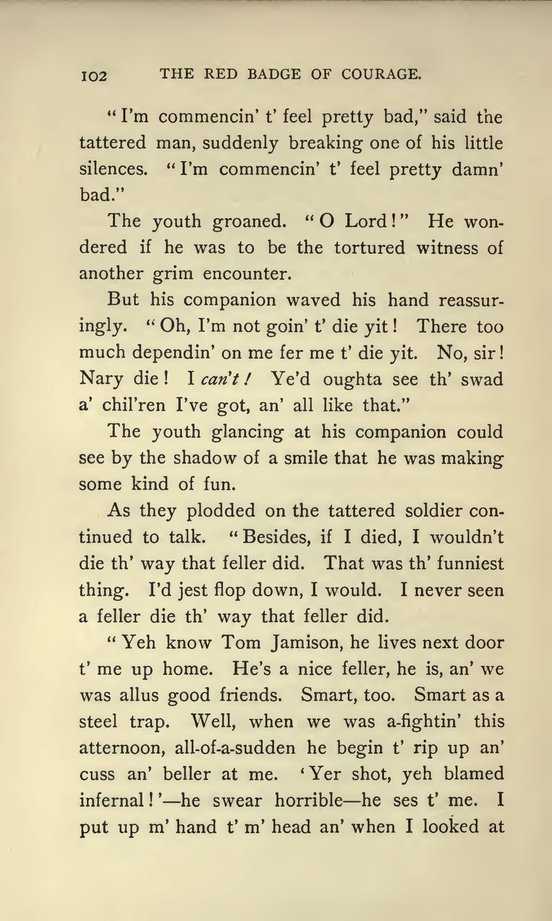 102 THE RED BADGE OF COURAGE.
"I'm commencin' t' feel pretty bad," said the
tattered man, suddenly breaking one of his little
silences. "I'm commencin' t' feel pretty damn'
bad."
The youth groaned. "O Lord!" He won-
dered if he was to be the tortured witness of
another grim encounter.
But his companion waved his hand reassur-
ingly. "Oh, I'm not goin' t' die yit! There too
much dependin' on me fer me t' die yit. No, sir!
Nary die! I can't! Ye'd oughta see th' swad
a' chil'ren I've got, an' all like that."
The youth glancing at his companion could
see by the shadow of a smile that he was making
some kind of fun.
As they plodded on the tattered soldier con-
tinued to talk. "Besides, if I died, I wouldn't
die th' way that feller did. That was th' funniest
thing. I'd jest flop down, I would. I never seen
a feller die th' way that feller did.
"Yeh know Tom Jamison, he lives next door
t' me up home. He's a nice feller, he is, an' we
was allus good friends. Smart, too. Smart as a
steel trap. Well, when we was a-fightin' this
afternoon, all-of-a-sudden he begin t' rip up an'
cuss an' beller at me. 'Yer shot, yeh blamed
infernal!'—he swear horrible—he ses t' me. I
put up m' hand t' m' head an' when I looked at